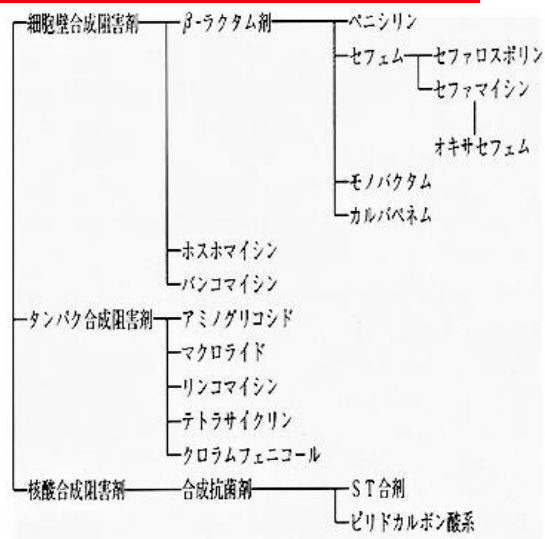 細胞壁合成阻害剤 β-ラクタム剤 ペニシリン
セフェム セファロスポリン
セファマイシン
オキサセフェム
モノバクタム
カルバペネム
ホスホマイシン
バンコマイシン
タンパク合成阻害剤 アミノグリコシド
マクロライド
リンコマイシン
テトラサイクリン
クロラムフェニコール
核酸合成阻害剤 合成抗菌剤 ST合剤
ピリドカルボン酸系